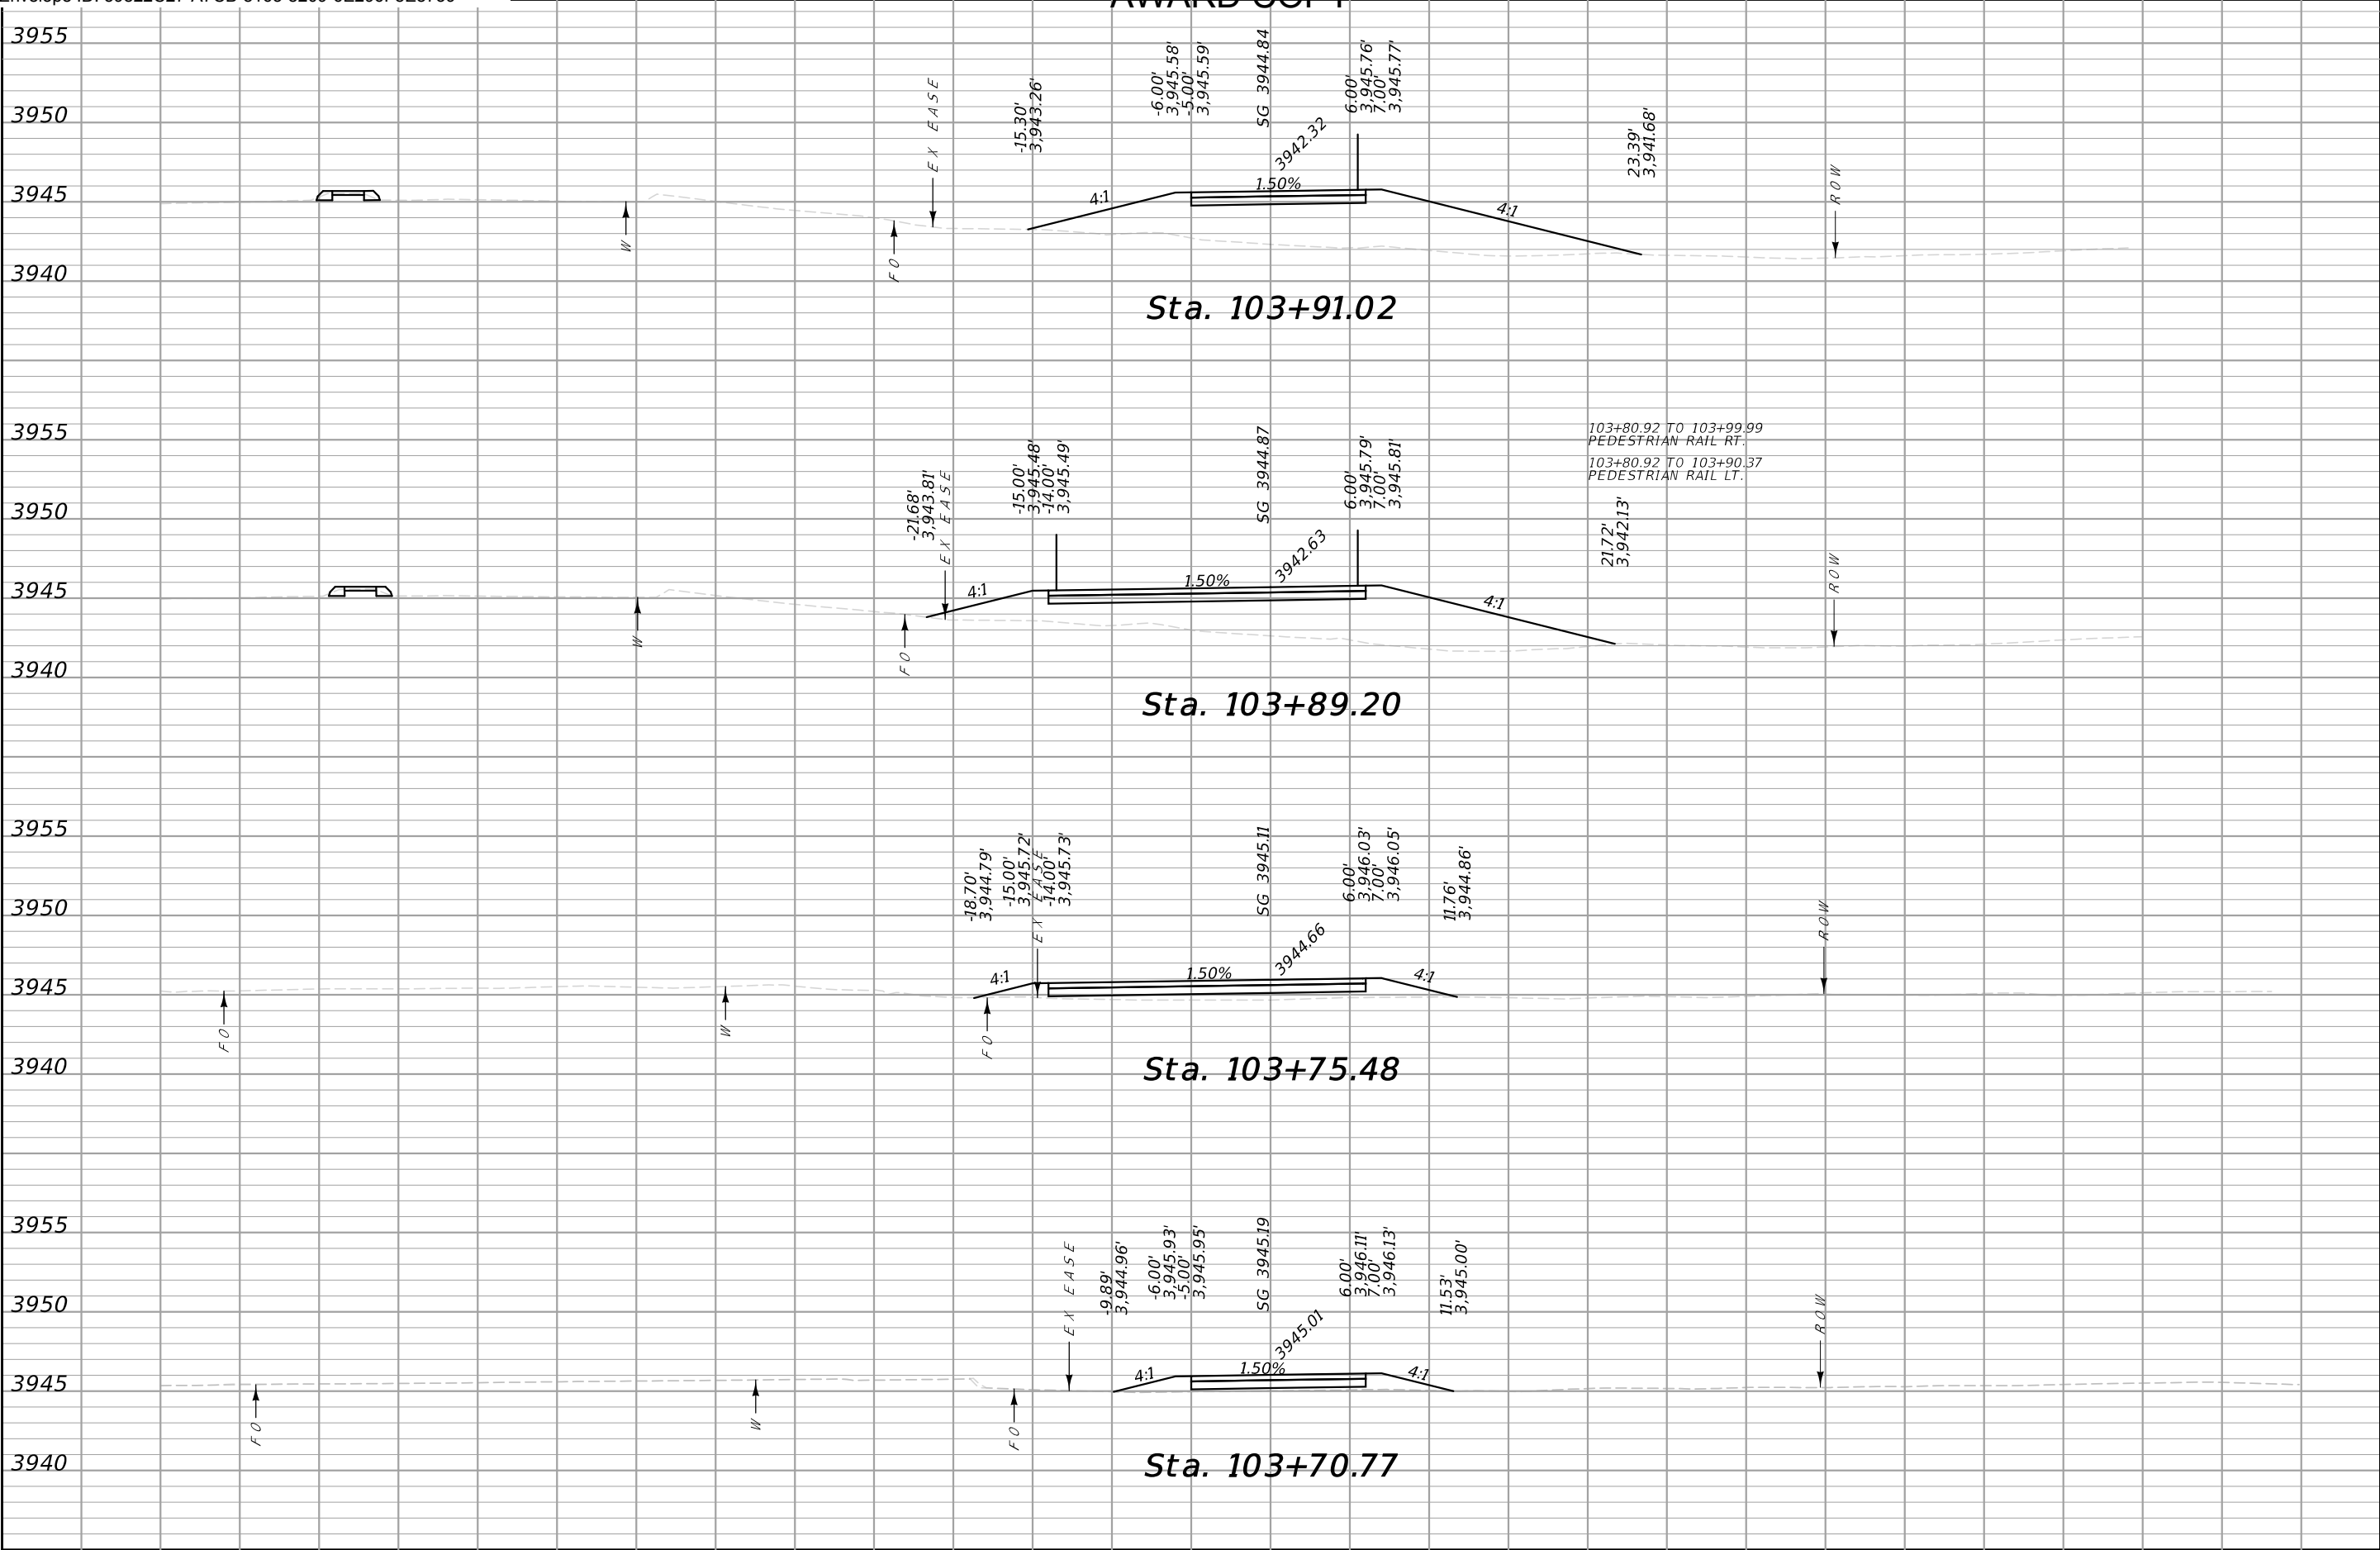 AWARD COPY
3955
3950
3945
3940
EX EASE
-15.30'
3,943.26'
-6.00'
3,945.58'
-5.00'
3,945.59'
SG 3944.84
3942.32
6.00'
3,945.76'
7.00'
3,945.77'
23.39'
3,941.68'
ROW
4:1
1.50%
4:1
W
FO
Sta. 103+91.02
3955
3950
3945
3940
-21.68'
3,943.81'
EX EASE
-15.00'
3,945.48'
-14.00'
3,945.49'
SG 3944.87
3942.63
6.00'
3,945.79'
7.00'
3,945.81'
103+80.92 TO 103+99.99
PEDESTRIAN RAIL RT.
103+80.92 TO 103+90.37
PEDESTRIAN RAIL LT.
21.72'
3,942.13'
ROW
4:1
1.50%
4:1
W
FO
Sta. 103+89.20
3955
3950
3945
3940
-18.70'
3,944.79'
-15.00'
3,945.72'
EX EASE
-14.00'
3,945.73'
SG 3945.11
3944.66
6.00'
3,946.03'
7.00'
3,946.05'
11.76'
3,944.86'
ROW
4:1
1.50%
4:1
FO
W
FO
Sta. 103+75.48
3955
3950
3945
3940
EX EASE
-9.89'
3,944.96'
-6.00'
3,945.93'
-5.00'
3,945.95'
SG 3945.19
3945.01
6.00'
3,946.11'
7.00'
3,946.13'
11.53'
3,945.00'
ROW
4:1
1.50%
4:1
FO
W
FO
Sta. 103+70.77